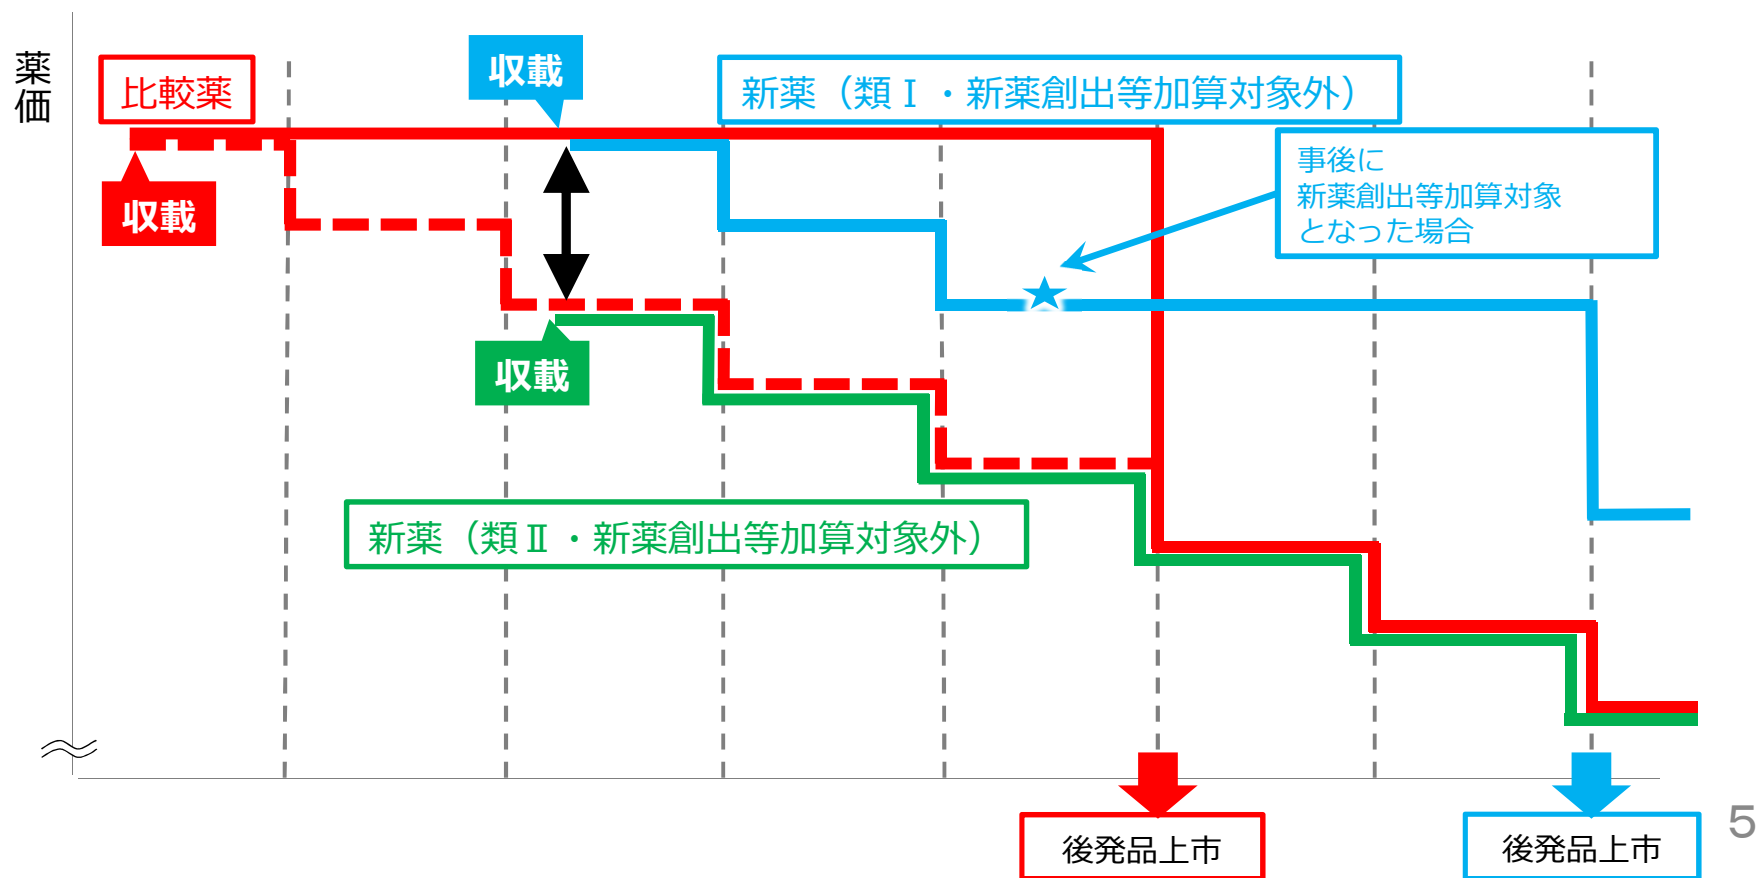 薬価
比較薬
収載
収載
新薬（類Ⅰ・新薬創出等加算対象外）
事後に
新薬創出等加算対象
となった場合
収載
新薬（類Ⅱ・新薬創出等加算対象外）
後発品上市
後発品上市
5